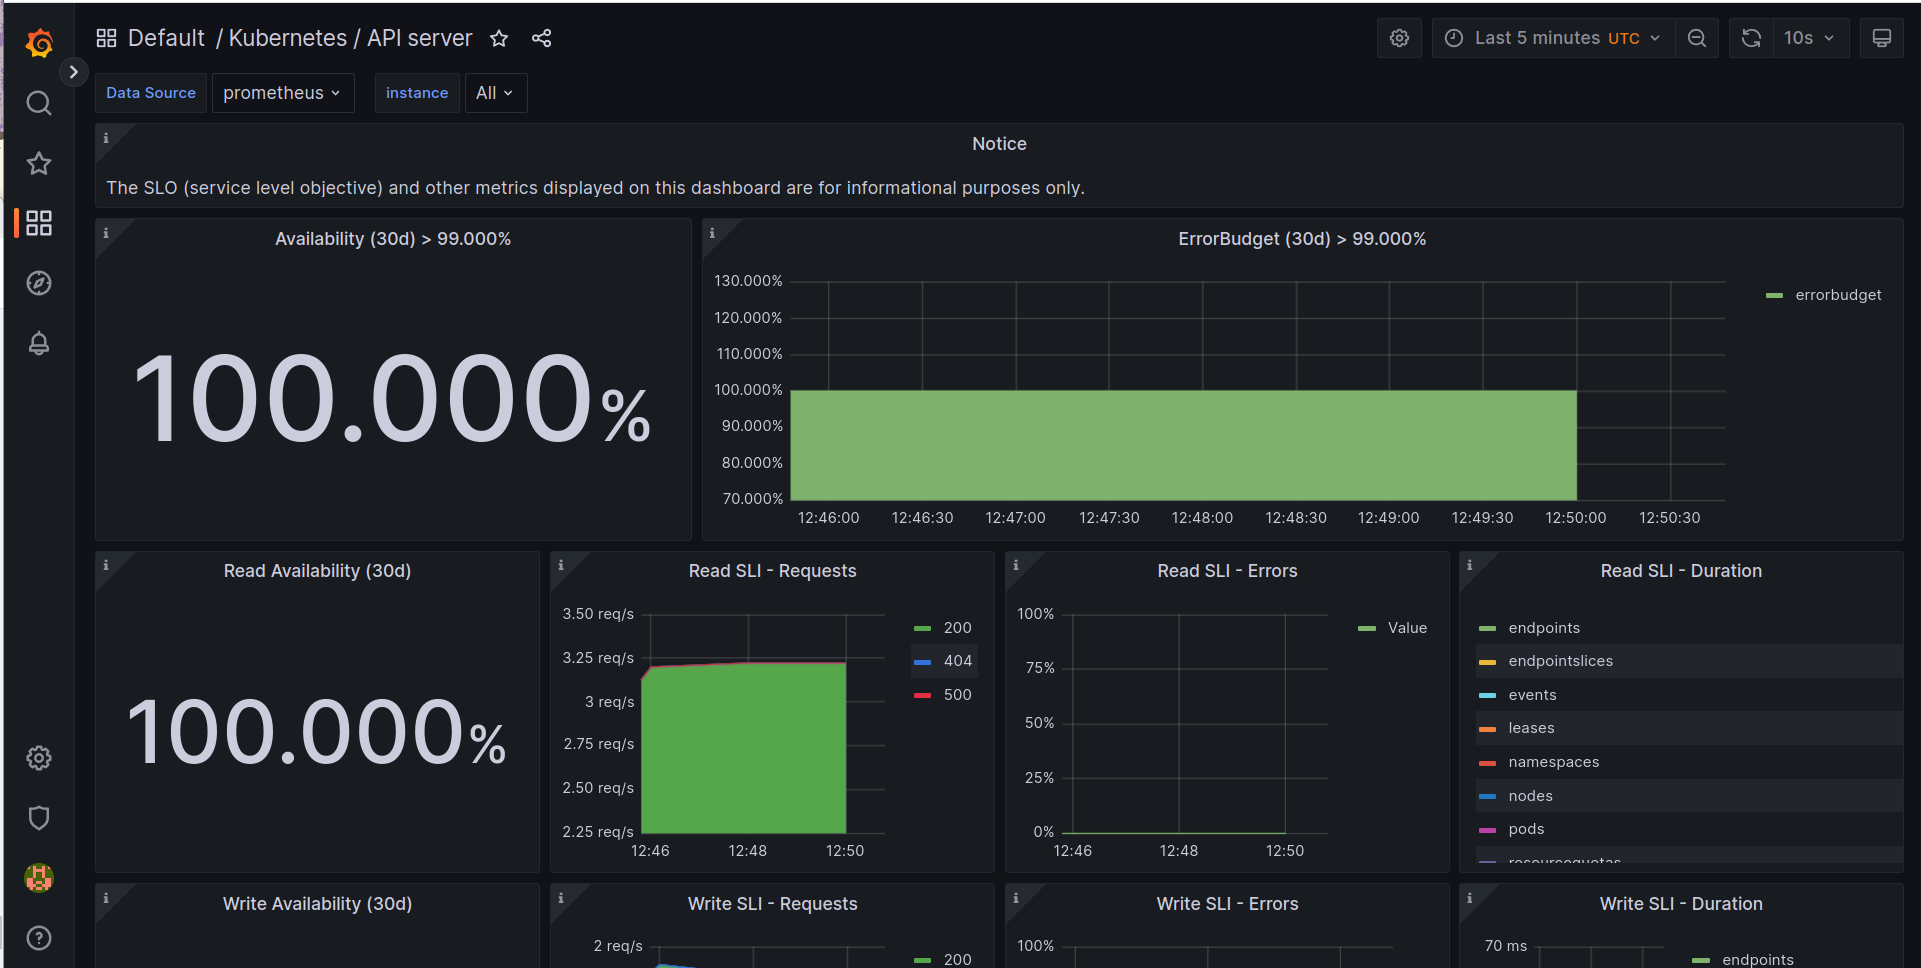 Default / Kubernetes / API server
Last 5 minutes UTC
10s
Data Source prometheus instance All
Notice
The SLO (service level objective) and other metrics displayed on this dashboard are for informational purposes only.
Availability (30d) > 99.000%
100.000%
ErrorBudget (30d) > 99.000%
130.000%
120.000%
110.000%
100.000%
90.000%
80.000%
70.000%
12:46:00 12:46:30 12:47:00 12:47:30 12:48:00 12:48:30 12:49:00 12:49:30 12:50:00 12:50:30
errorbudget
Read Availability (30d)
100.000%
Read SLI - Requests
3.50 req/s
3.25 req/s
3 req/s
2.75 req/s
2.50 req/s
2.25 req/s
12:46 12:48 12:50
200
404
500
Read SLI - Errors
100%
75%
50%
25%
0%
12:46 12:48 12:50
Value
Read SLI - Duration
endpoints
endpointslices
events
leases
namespaces
nodes
pods
resourcequotas
Write Availability (30d)
Write SLI - Requests
2 req/s
200
Write SLI - Errors
100%
Write SLI - Duration
70 ms
endpoints